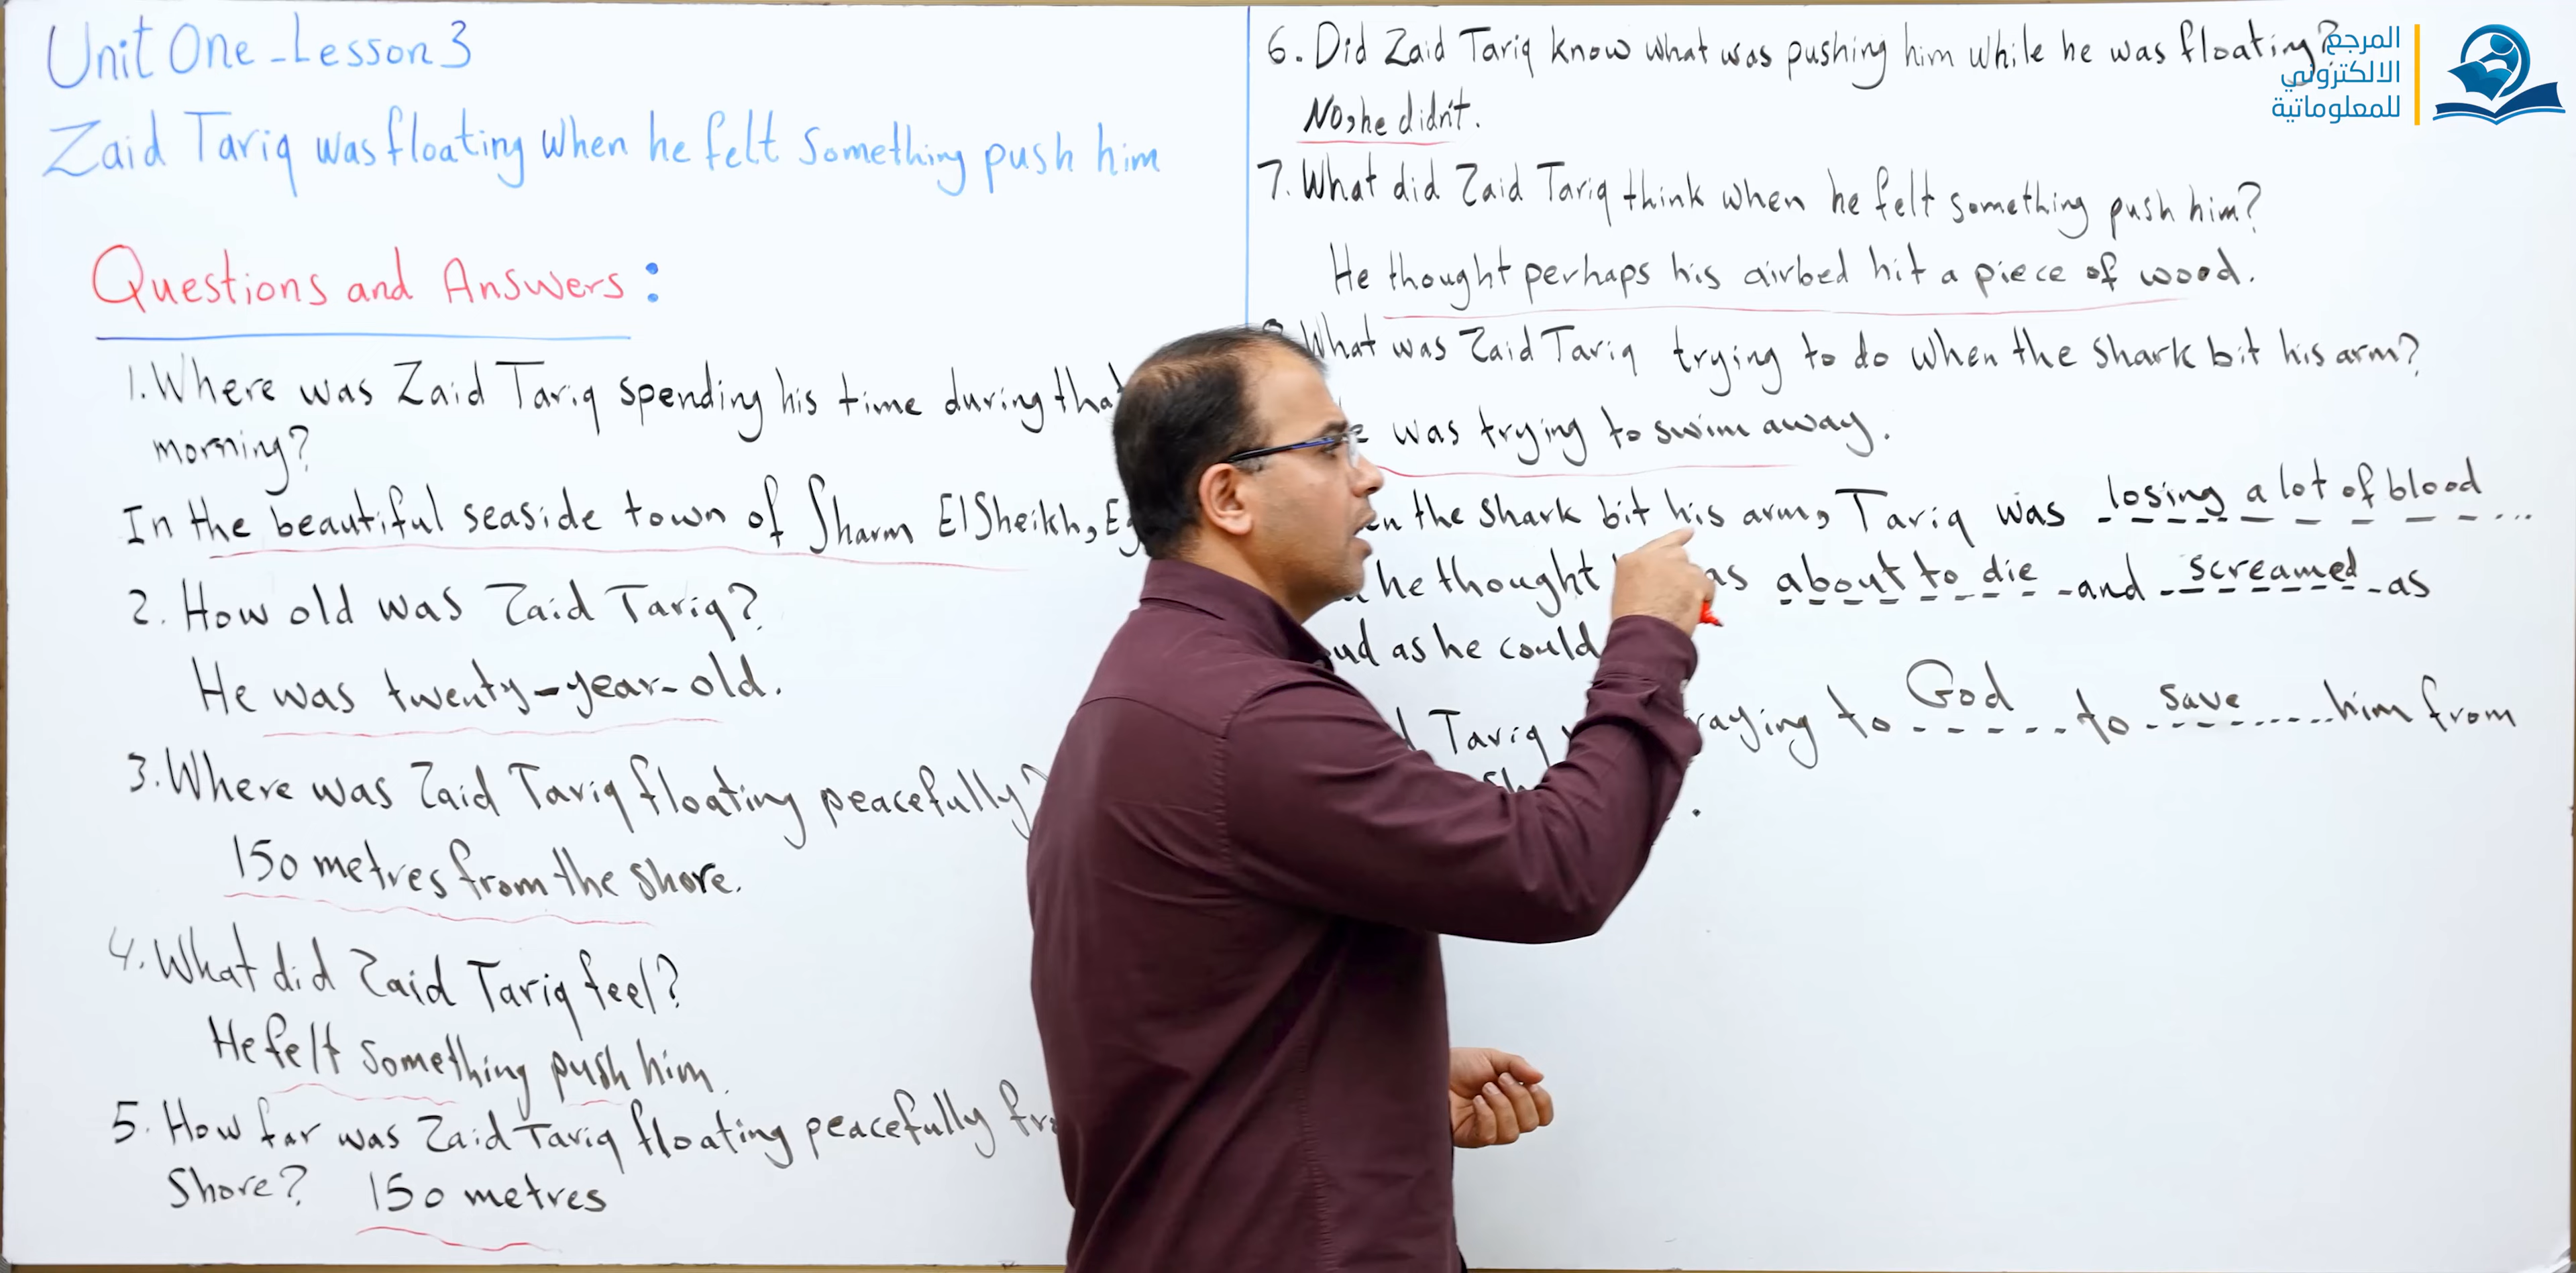 Unit One - Lesson 3
Zaid Tariq was floating when he felt something push him
Questions and Answers:
1. Where was Zaid Tariq spending his time during that
morning?
In the beautiful seaside town of Sharm El Sheikh,
2. How old was Zaid Tariq?
He was twenty-year-old.
3. Where was Zaid Tariq floating peacefully?
150 metres from the shore.
4. What did Zaid Tariq feel?
He felt something push him.
5. How far was Zaid Tariq floating peacefully
shore? 150 metres
6. Did Zaid Tariq know what was pushing him while he was floating?
No, he didn't.
7. What did Zaid Tariq think when he felt something push him?
He thought perhaps his airbed hit a piece of wood.
What was Zaid Tariq trying to do when the shark bit his arm?
was trying to swim away.
the shark bit his arm, Tariq was losing a lot of blood
he thought about to die and screamed as
as he could
Tariq to God to save him from
المرجع
الالكتروني
للمعلوماتية